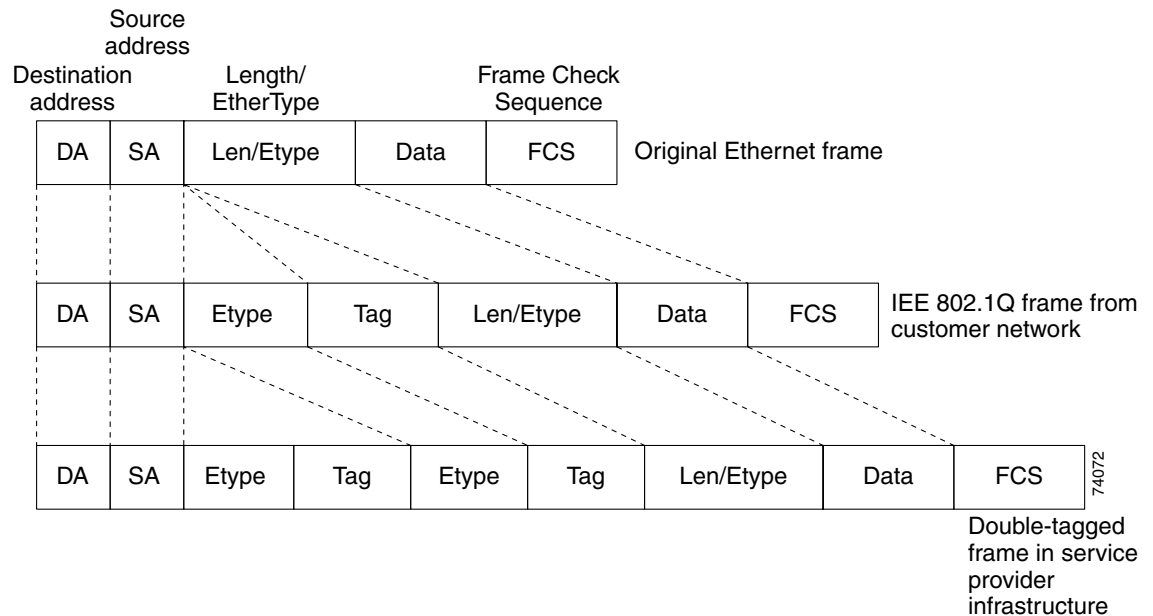 Source
address
Destination
address
Length/
EtherType
Frame Check
Sequence
DA SA Len/Etype Data FCS Original Ethernet frame
DA SA Etype Tag Len/Etype Data FCS
IEE 802.1Q frame from
customer network
DA SA Etype Tag Etype Tag Len/Etype Data FCS
74072
Double-tagged
frame in service
provider
infrastructure